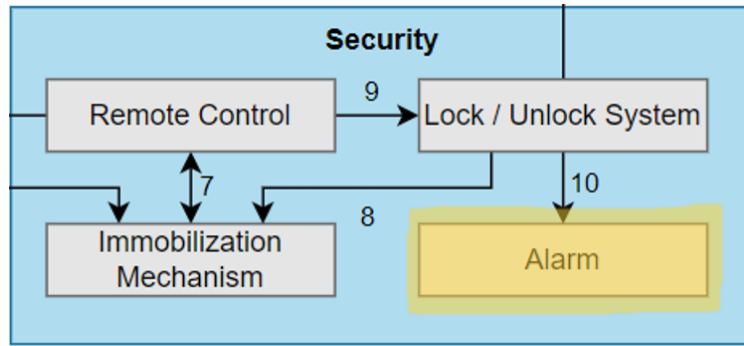 Security
Remote Control
9
Lock / Unlock System
7
10
8
Immobilization
Mechanism
Alarm